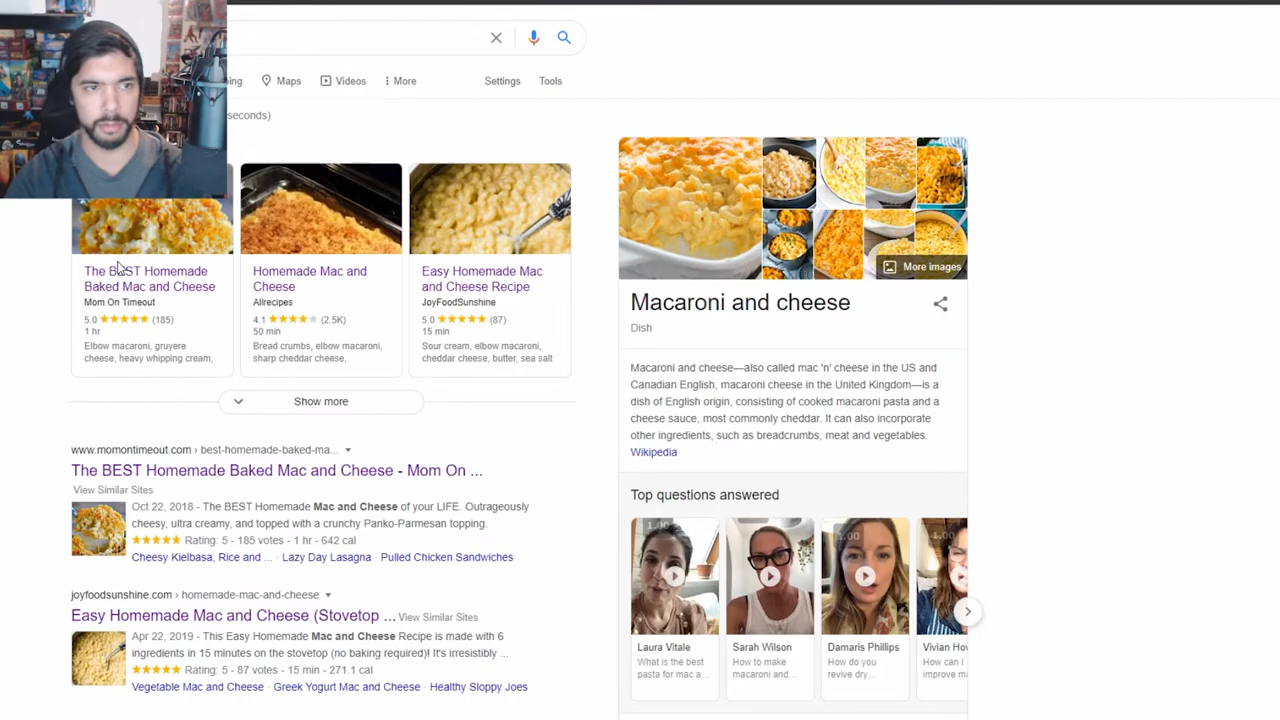 ping
Maps
Videos
More
Settings
Tools
seconds)
The BEST Homemade
Baked Mac and Cheese
Mom On Timeout
5.0 ★★★★★ (185)
1 hr
Elbow macaroni, gruyere
cheese, heavy whipping cream,
Homemade Mac and
Cheese
Allrecipes
4.1 ★★★★★ (2.5K)
50 min
Bread crumbs, elbow macaroni,
sharp cheddar cheese,
Easy Homemade Mac
and Cheese Recipe
JoyFoodSunshine
5.0 ★★★★★ (87)
15 min
Sour cream, elbow macaroni,
cheddar cheese, butter, sea salt
Show more
www.momontimeout.com › best-homemade-baked-ma...
The BEST Homemade Baked Mac and Cheese - Mom On ...
View Similar Sites
Oct 22, 2018 - The BEST Homemade Mac and Cheese of your LIFE. Outrageously
cheesy, ultra creamy, and topped with a crunchy Panko-Parmesan topping.
★★★★★ Rating: 5 - 185 votes - 1 hr - 642 cal
Cheesy Kielbasa, Rice and ... · Lazy Day Lasagna · Pulled Chicken Sandwiches
joyfoodsunshine.com › homemade-mac-and-cheese
Easy Homemade Mac and Cheese (Stovetop ... View Similar Sites
Apr 22, 2019 - This Easy Homemade Mac and Cheese Recipe is made with 6
ingredients in 15 minutes on the stovetop (no baking required)! It's irresistibly ...
★★★★★ Rating: 5 - 87 votes - 15 min - 271.1 cal
Vegetable Mac and Cheese · Greek Yogurt Mac and Cheese · Healthy Sloppy Joes
More images
Macaroni and cheese
Dish
Macaroni and cheese—also called mac 'n' cheese in the US and
Canadian English, macaroni cheese in the United Kingdom—is a
dish of English origin, consisting of cooked macaroni pasta and a
cheese sauce, most commonly cheddar. It can also incorporate
other ingredients, such as breadcrumbs, meat and vegetables.
Wikipedia
Top questions answered
1.00
Laura Vitale
What is the best
pasta for mac a...
Sarah Wilson
How to make
macaroni and...
1.00
Damaris Phillips
How do you
revive dry...
1.00
Vivian Ho
How can I
improve m